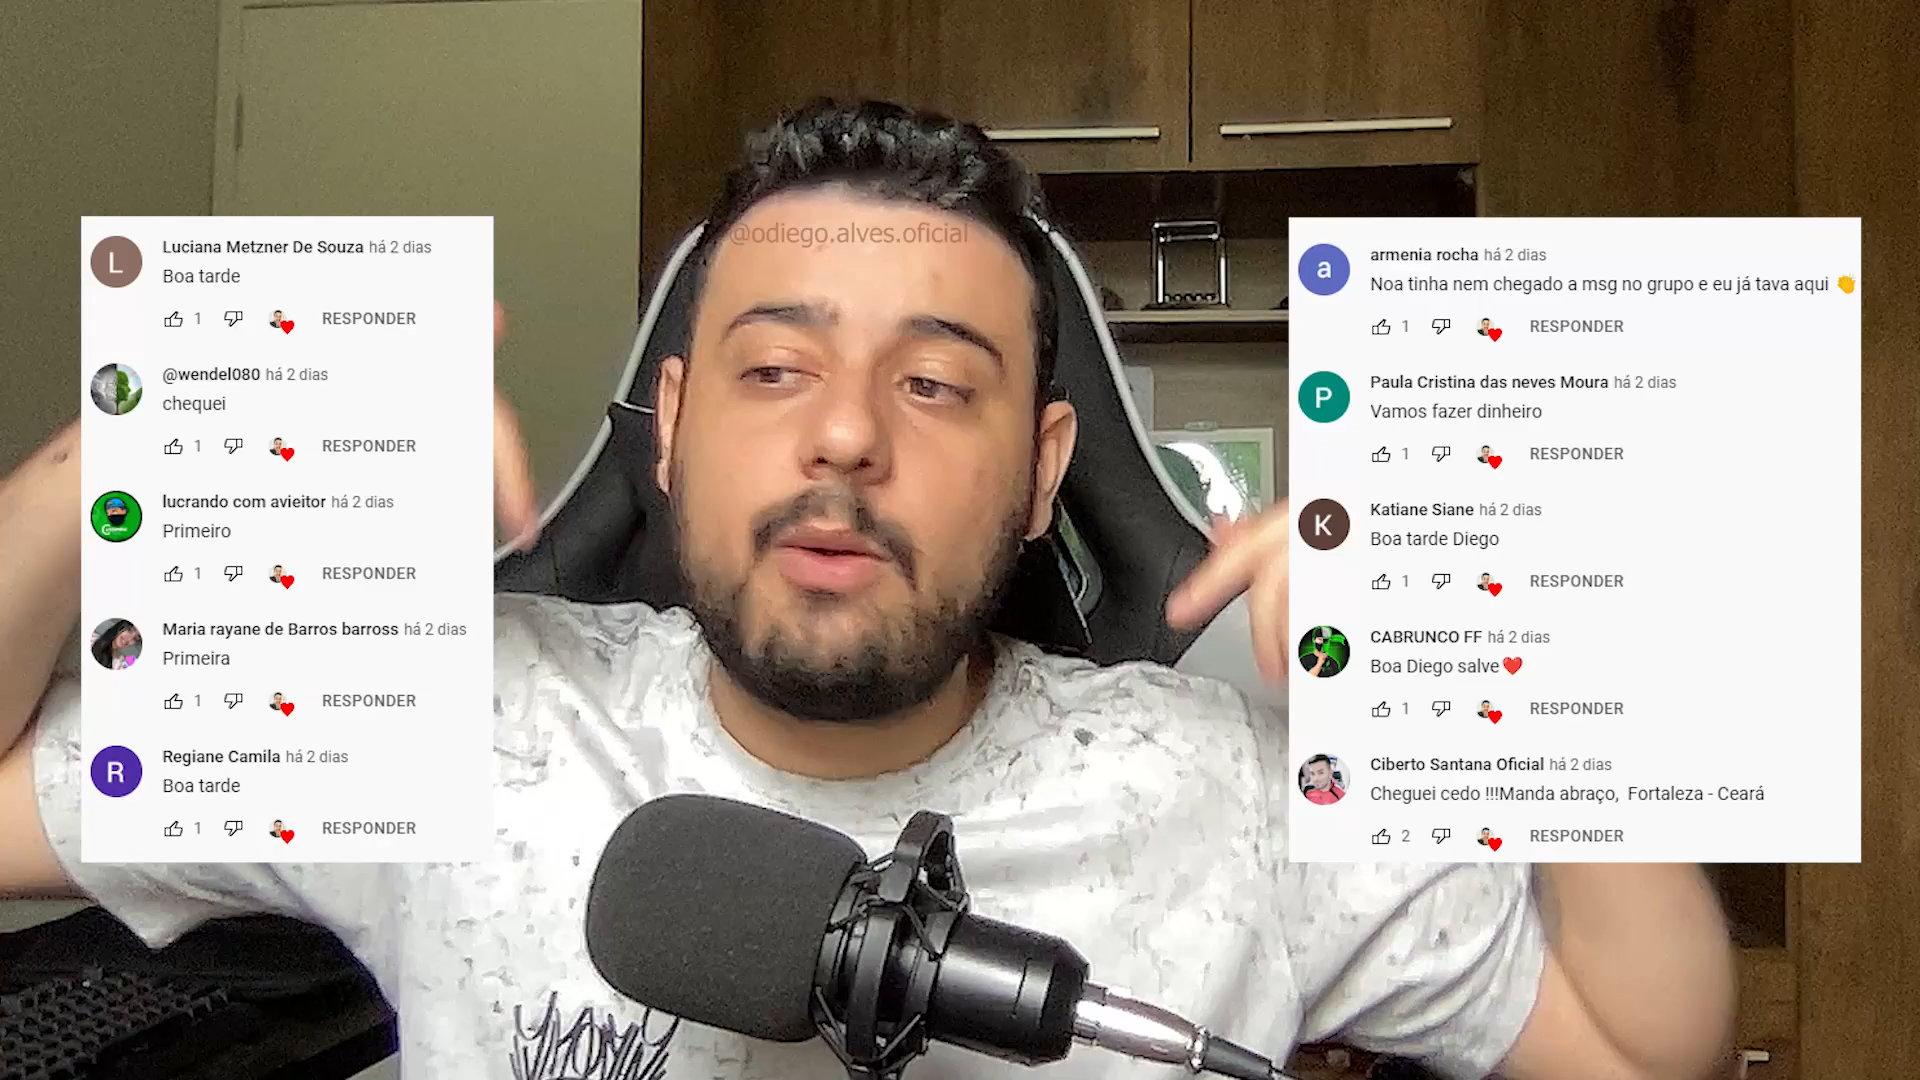 @odiego.alves.oficial
Luciana Metzner De Souza há 2 dias
Boa tarde
1 RESPONDER
@wendel080 há 2 dias
chequei
1 RESPONDER
lucrando com avieitor há 2 dias
Primeiro
1 RESPONDER
Maria rayane de Barros barross há 2 dias
Primeira
1 RESPONDER
Regiane Camila há 2 dias
Boa tarde
1 RESPONDER
armenia rocha há 2 dias
Noa tinha nem chegado a msg no grupo e eu já tava aqui 👏
1 RESPONDER
Paula Cristina das neves Moura há 2 dias
Vamos fazer dinheiro
1 RESPONDER
Katiane Siane há 2 dias
Boa tarde Diego
1 RESPONDER
CABRUNCO FF há 2 dias
Boa Diego salve❤️
1 RESPONDER
Ciberto Santana Oficial há 2 dias
Cheguei cedo !!!Manda abraço, Fortaleza - Ceará
2 RESPONDER
L
R
a
P
K